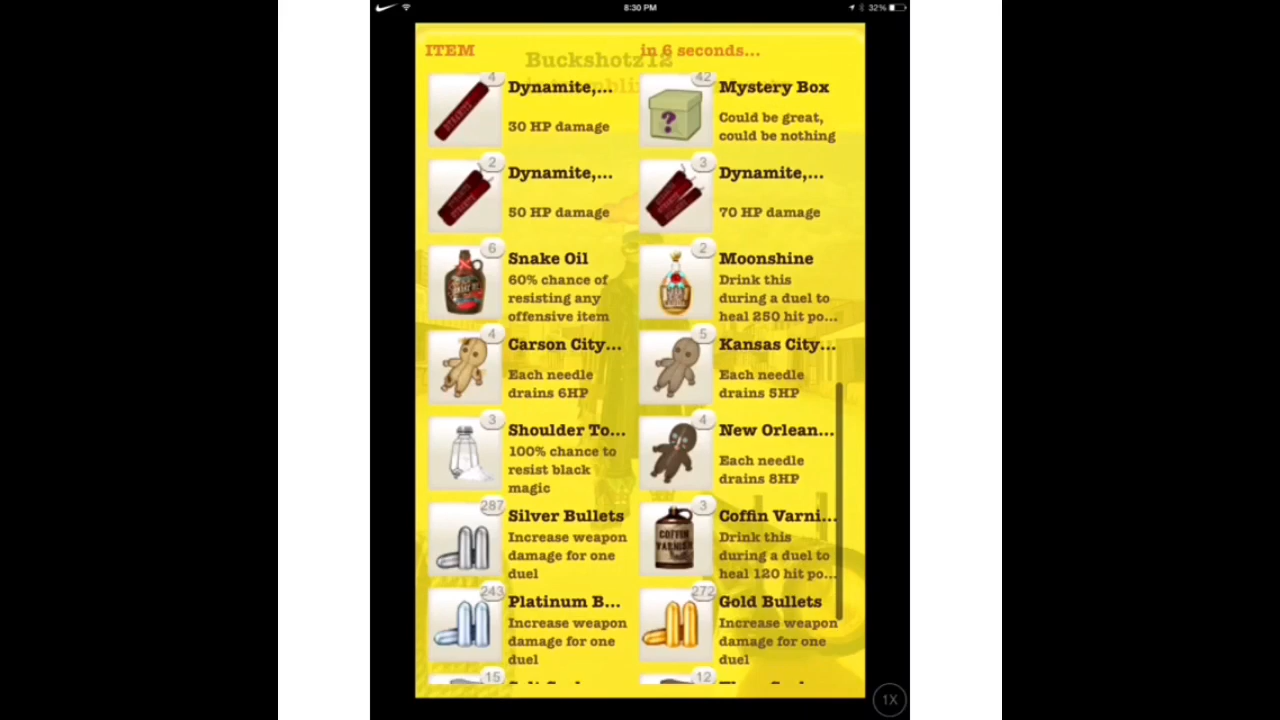 8:30 PM
32%
ITEM
in 6 seconds...
Buckshotz12
4
Dynamite,...
30 HP damage
42
Mystery Box
Could be great,
could be nothing
2
Dynamite,...
50 HP damage
3
Dynamite,...
70 HP damage
6
Snake Oil
60% chance of
resisting any
offensive item
2
Moonshine
Drink this
during a duel to
heal 250 hit po...
4
Carson City...
Each needle
drains 6HP
5
Kansas City...
Each needle
drains 5HP
3
Shoulder To...
100% chance to
resist black
magic
4
New Orlean...
Each needle
drains 8HP
287
Silver Bullets
Increase weapon
damage for one
duel
3
Coffin Varni...
Drink this
during a duel to
heal 120 hit po...
COFFIN
VARNISH
243
Platinum B...
Increase weapon
damage for one
duel
272
Gold Bullets
Increase weapon
damage for one
duel
15
12
1X